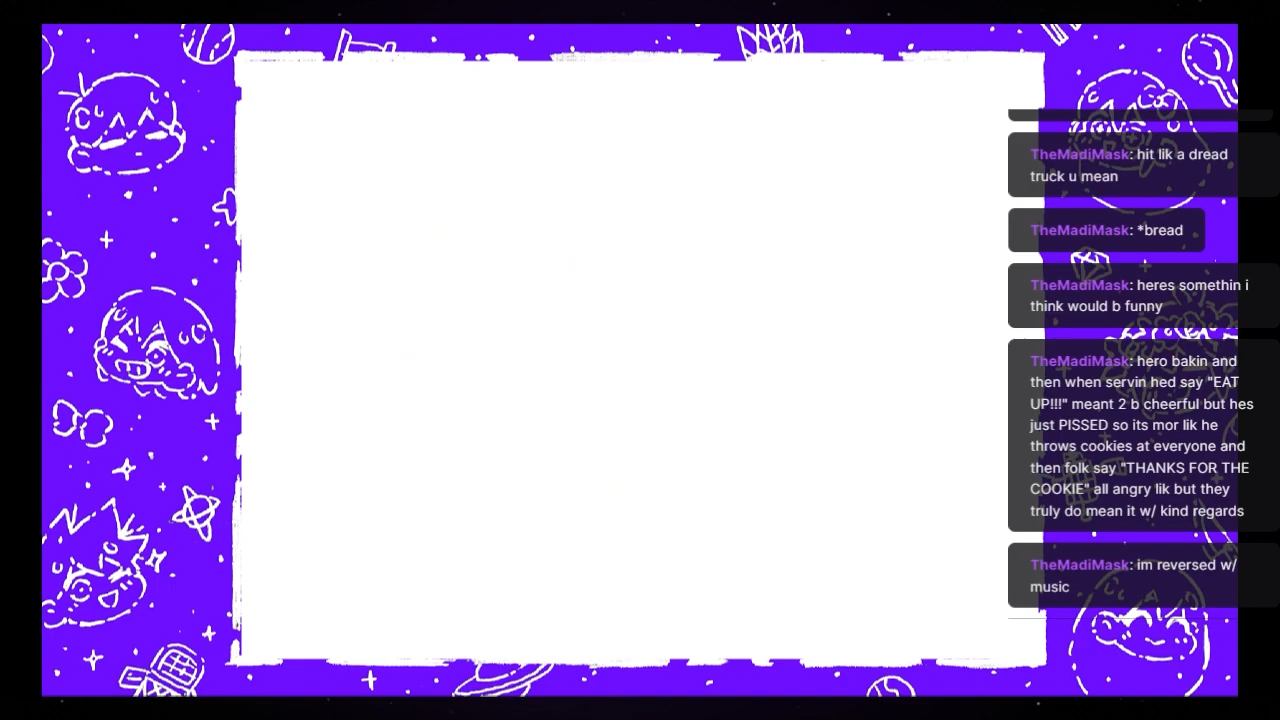 TheMadiMask: hit lik a dread
truck u mean
TheMadiMask: *bread
TheMadiMask: heres somethin i
think would b funny
TheMadiMask: hero bakin and
then when servin hed say "EAT
UP!!!" meant 2 b cheerful but hes
just PISSED so its mor lik he
throws cookies at everyone and
then folk say "THANKS FOR THE
COOKIE" all angry lik but they
truly do mean it w/ kind regards
TheMadiMask: im reversed w/
music